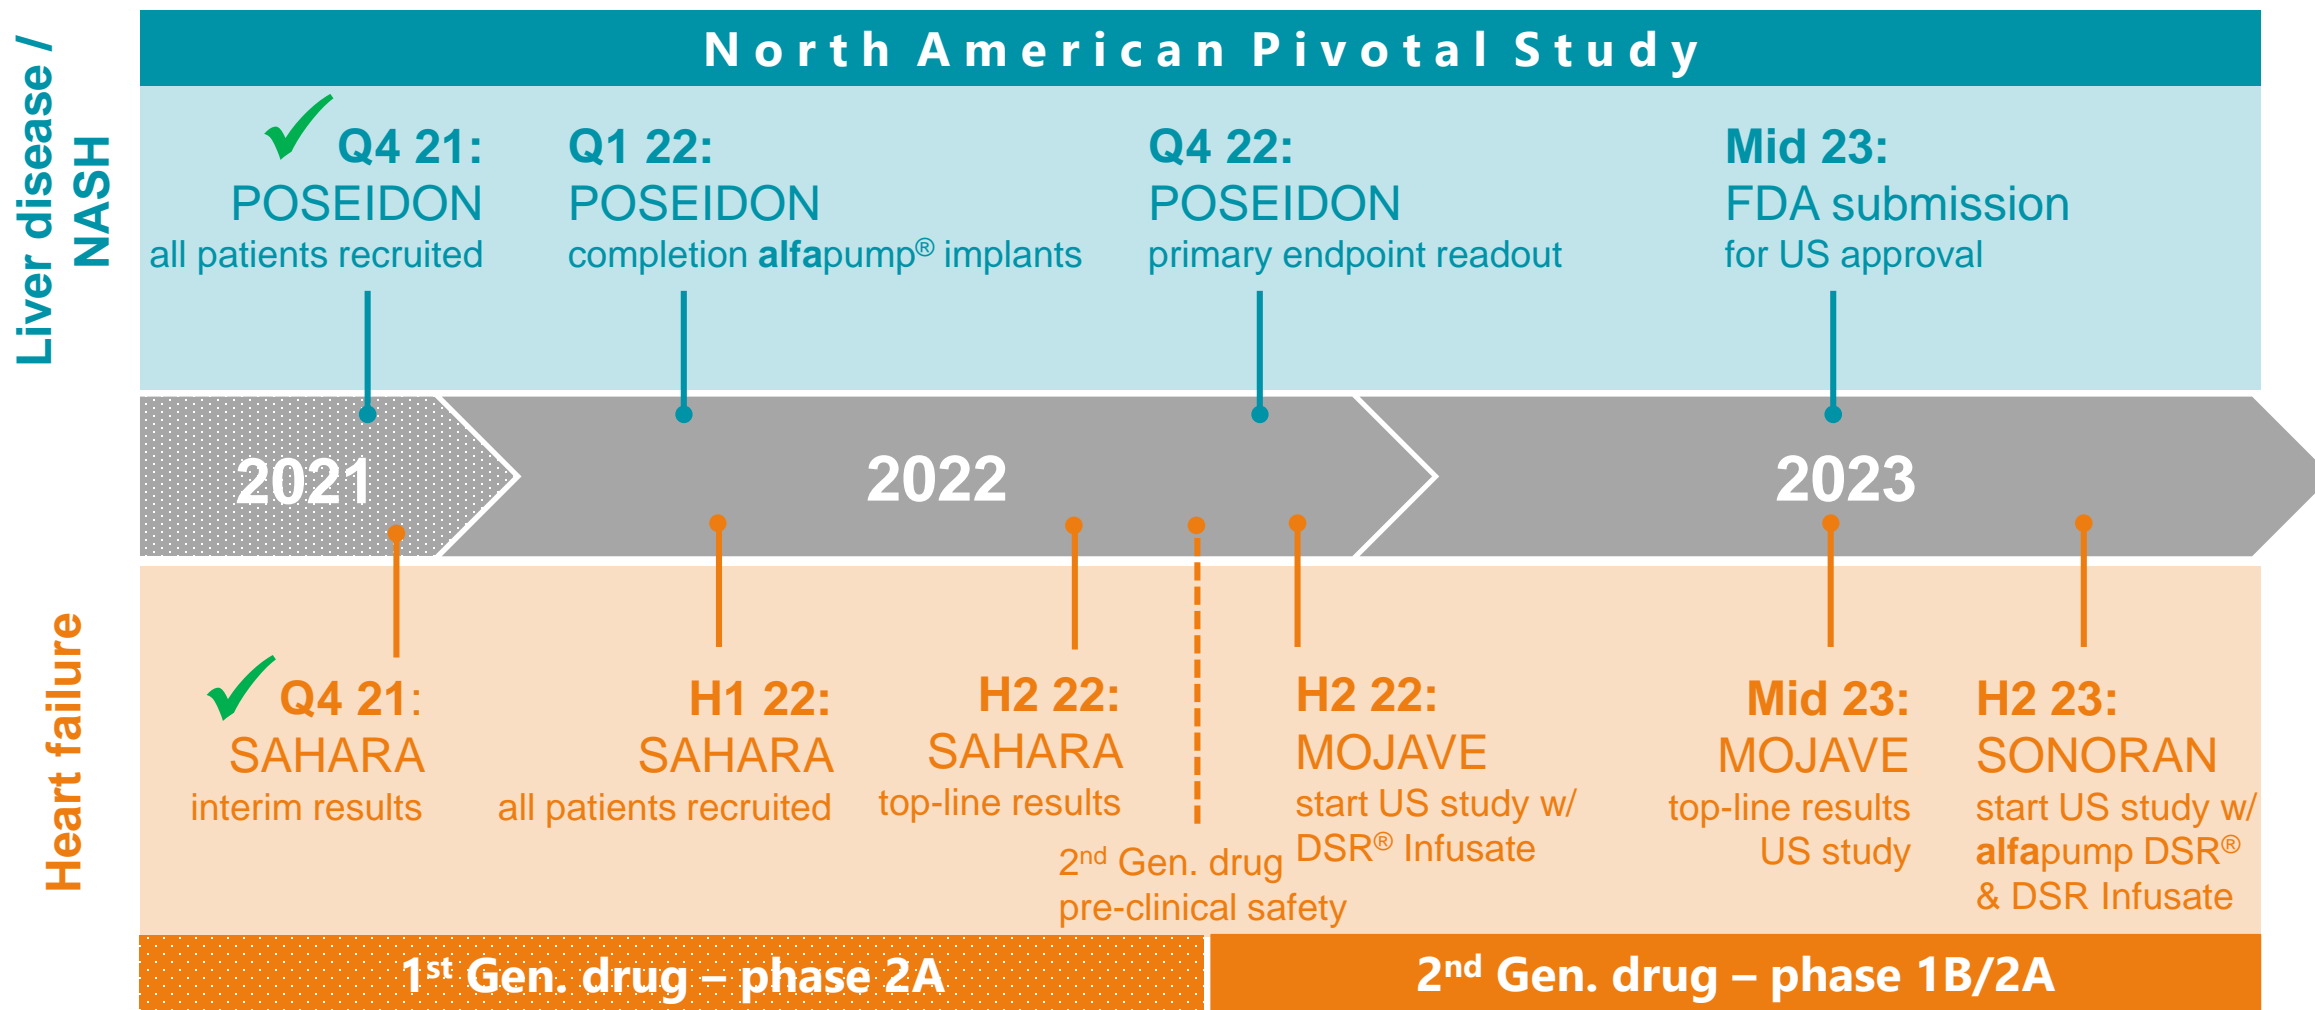 North American Pivotal Study
Liver disease /
NASH
Q4 21:
POSEIDON
all patients recruited
Q1 22:
POSEIDON
completion alfapump® implants
Q4 22:
POSEIDON
primary endpoint readout
Mid 23:
FDA submission
for US approval
2021
2022
2023
Heart failure
Q4 21:
SAHARA
interim results
H1 22:
SAHARA
all patients recruited
H2 22:
SAHARA
top-line results
2nd Gen. drug
pre-clinical safety
H2 22:
MOJAVE
start US study w/
DSR® Infusate
Mid 23:
MOJAVE
top-line results
US study
H2 23:
SONORAN
start US study w/
alfapump DSR®
& DSR Infusate
1st Gen. drug – phase 2A
2nd Gen. drug – phase 1B/2A